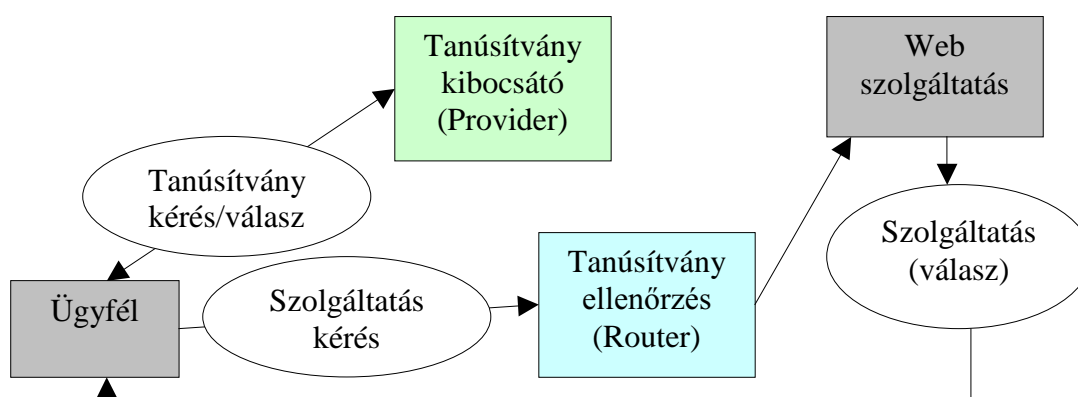 Tanúsítvány
kibocsátó
(Provider)
Web
szolgáltatás
Tanúsítvány
kérés/válasz
Szolgáltatás
(válasz)
Tanúsítvány
ellenőrzés
(Router)
Ügyfél
Szolgáltatás
kérés